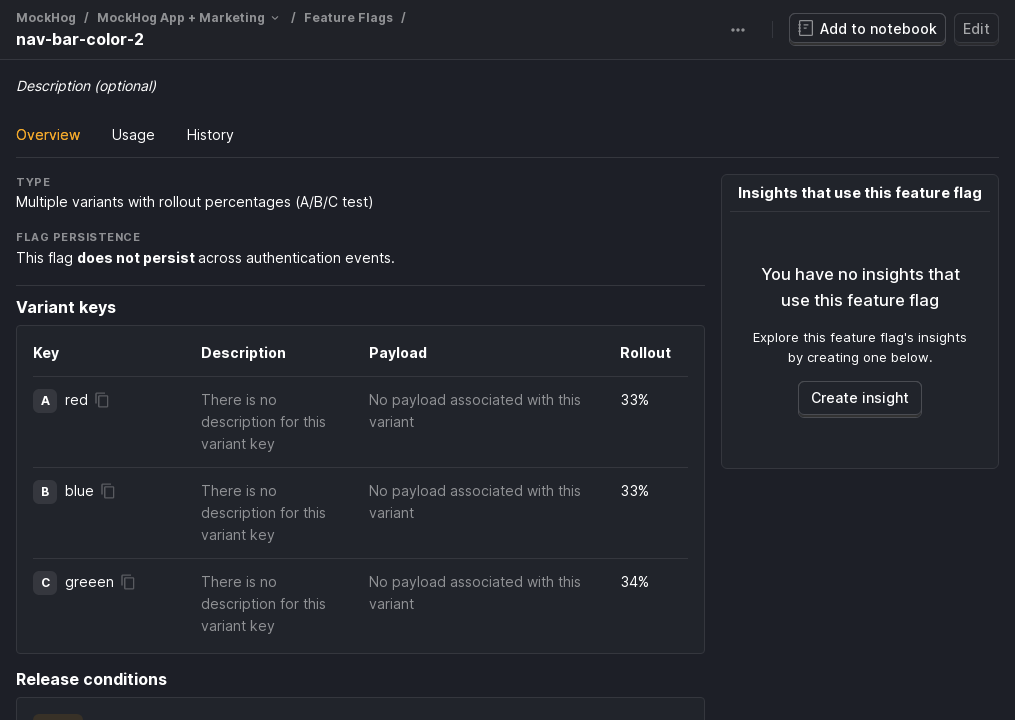 MockHog / MockHog App + Marketing / Feature Flags /
nav-bar-color-2
Add to notebook
Edit
Description (optional)
Overview Usage History
TYPE
Multiple variants with rollout percentages (A/B/C test)
FLAG PERSISTENCE
This flag does not persist across authentication events.
Variant keys
Key Description Payload Rollout
A red There is no No payload associated with this 33%
description for this variant
variant key
B blue There is no No payload associated with this 33%
description for this variant
variant key
C greeen There is no No payload associated with this 34%
description for this variant
variant key
Release conditions
Insights that use this feature flag
You have no insights that
use this feature flag
Explore this feature flag's insights
by creating one below.
Create insight